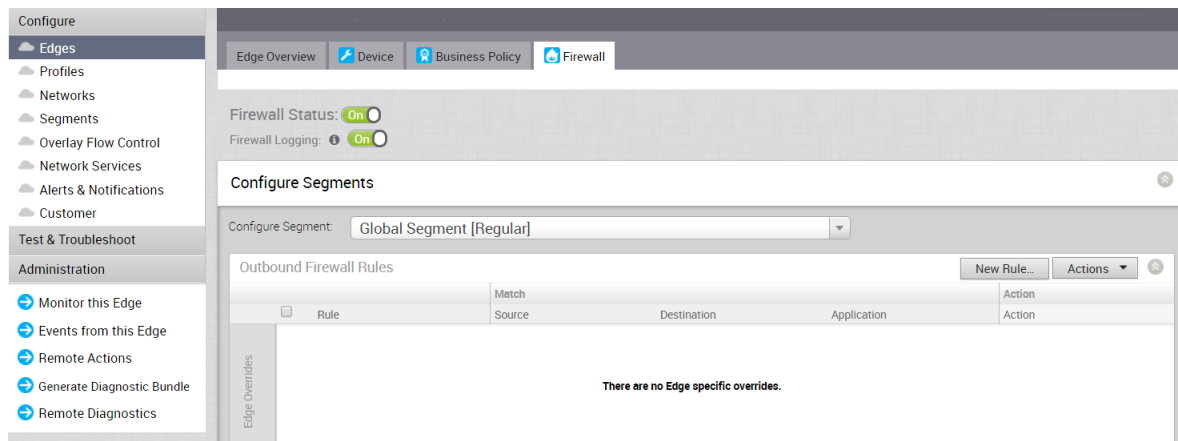 Configure
Edges
Profiles
Networks
Segments
Overlay Flow Control
Network Services
Alerts & Notifications
Customer
Test & Troubleshoot
Administration
Monitor this Edge
Events from this Edge
Remote Actions
Generate Diagnostic Bundle
Remote Diagnostics
Edge Overview Device Business Policy Firewall
Firewall Status: On
Firewall Logging: On
Configure Segments
Configure Segment: Global Segment [Regular]
Outbound Firewall Rules New Rule... Actions
Match Action
Rule Source Destination Application Action
Edge Overrides
There are no Edge specific overrides.